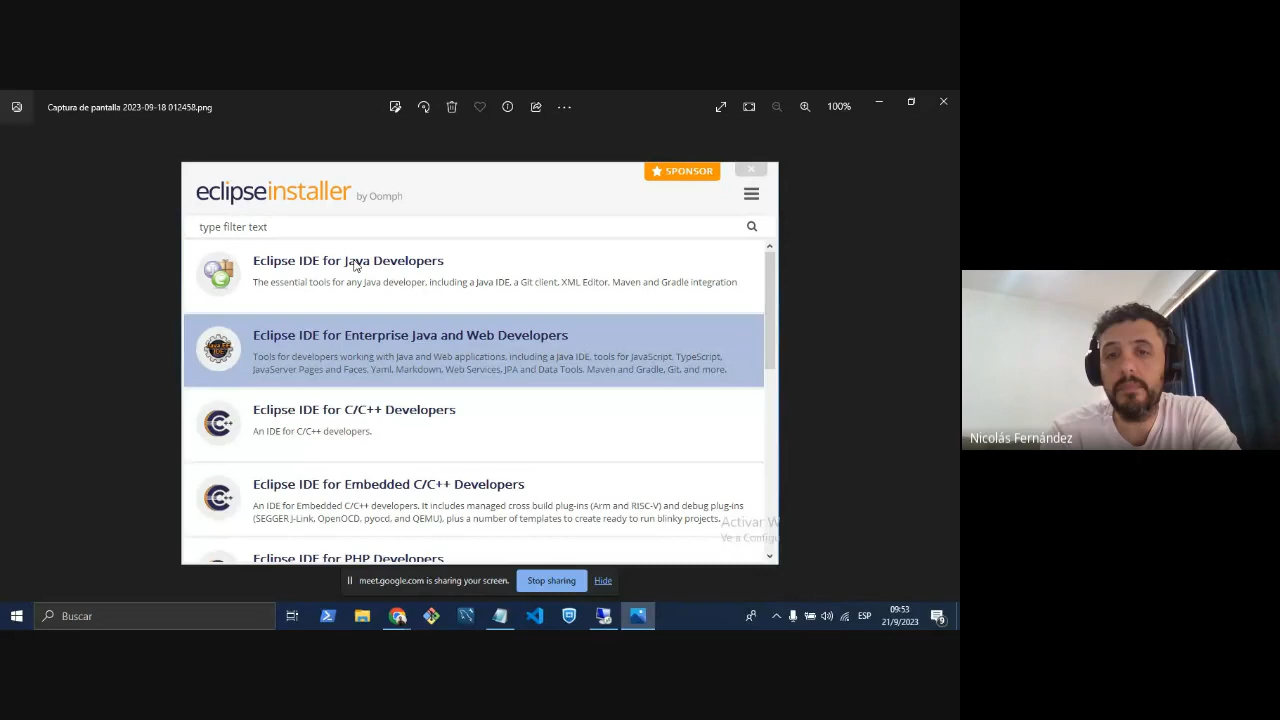 Captura de pantalla 2023-09-18 012458.png
100%
SPONSOR
eclipseinstaller by Oomph
type filter text
Eclipse IDE for Java Developers
The essential tools for any Java developer, including a Java IDE, a Git client, XML Editor, Maven and Gradle integration
Eclipse IDE for Enterprise Java and Web Developers
Tools for developers working with Java and Web applications, including a Java IDE, tools for JavaScript, TypeScript,
JavaServer Pages and Faces, Yaml, Markdown, Web Services, JPA and Data Tools, Maven and Gradle, Git, and more.
Eclipse IDE for C/C++ Developers
An IDE for C/C++ developers.
Eclipse IDE for Embedded C/C++ Developers
An IDE for Embedded C/C++ developers. It includes managed cross build plug-ins (Arm and RISC-V) and debug plug-ins
(SEGGER J-Link, OpenOCD, pyocd, and QEMU), plus a number of templates to create ready to run blinky projects.
Activar W
Ve a Config
Eclipse IDE for PHP Developers
meet.google.com is sharing your screen.
Stop sharing
Hide
Buscar
ESP
09:53
21/9/2023
9
Nicolás Fernández